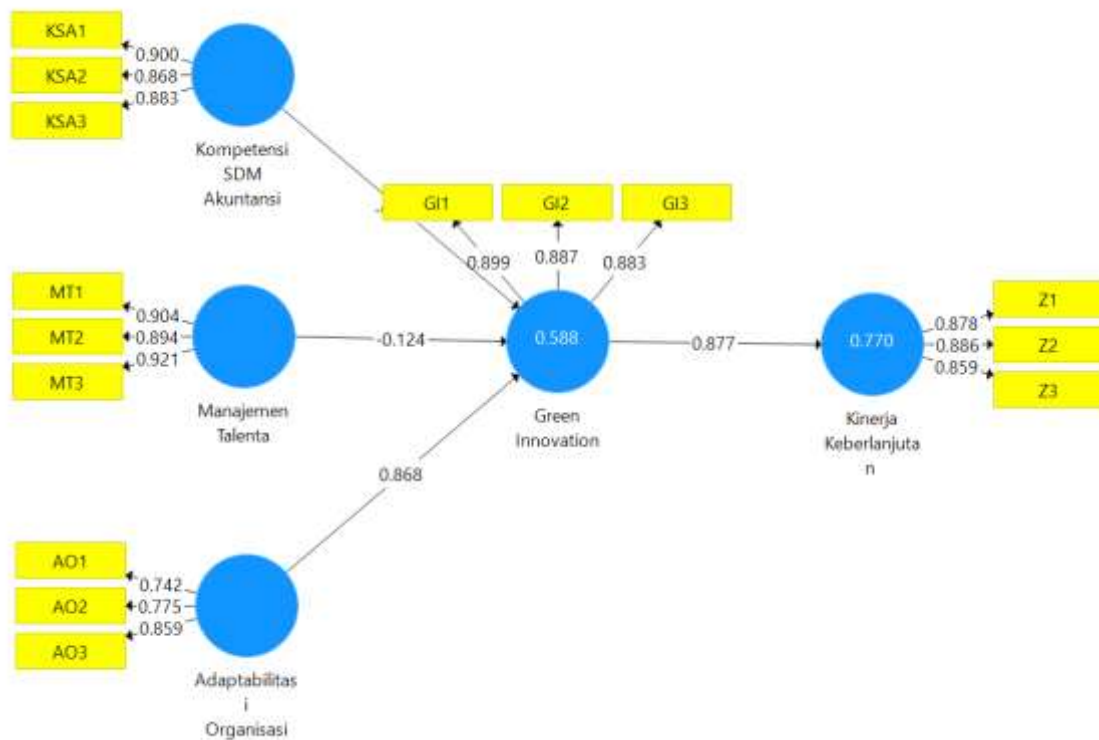 KSA1
0.900
KSA2
0.868
KSA3
0.883
Kompetensi
SDM
Akuntansi
GI1
GI2
GI3
0.899
0.887
0.883
MT1
0.904
MT2
0.894
MT3
0.921
Manajemen
Talenta
-0.124
0.588
Green
Innovation
0.877
0.770
Kinerja
Keberlanjuta
n
0.878
Z1
0.886
Z2
0.859
Z3
0.868
AO1
0.742
AO2
0.775
AO3
0.859
Adaptabilitas
i
Organisasi